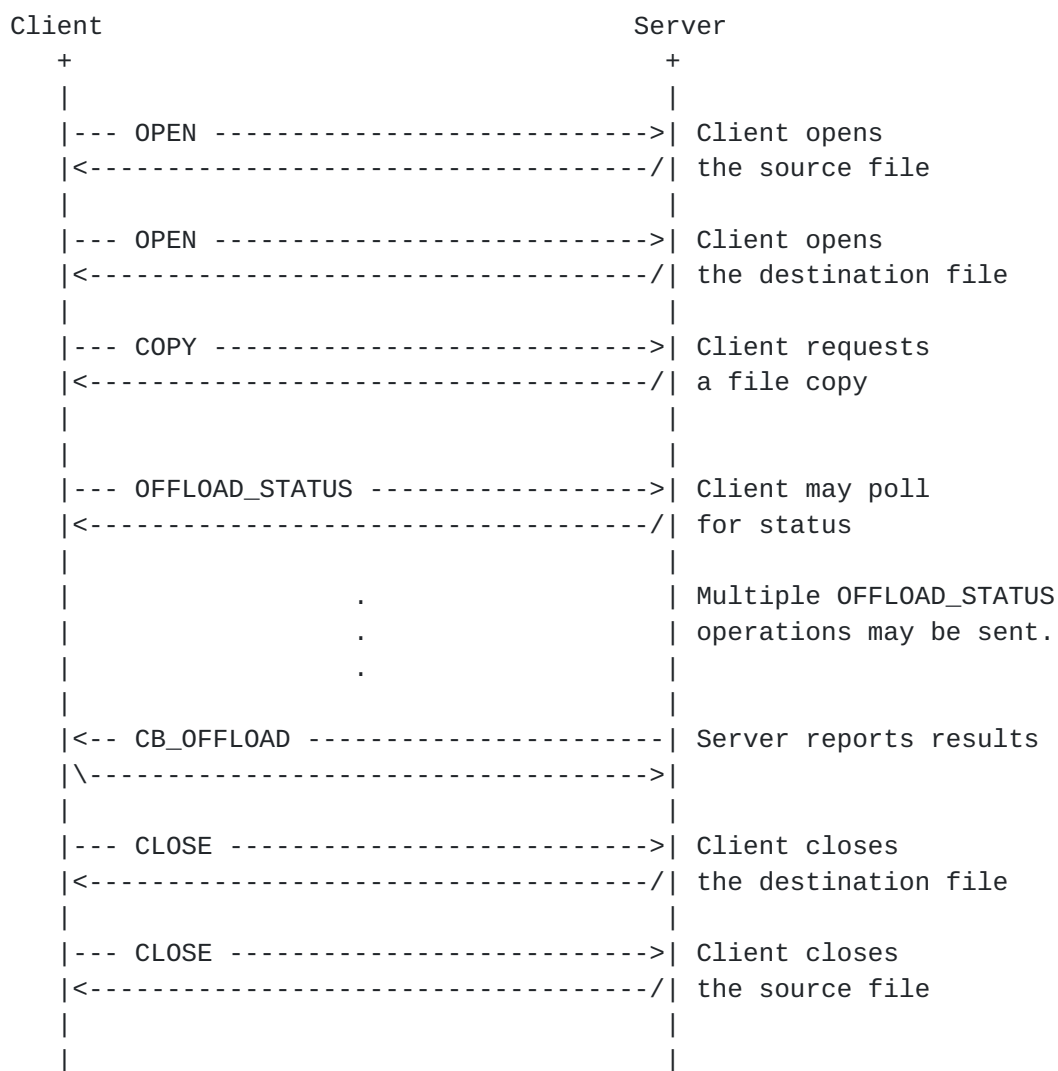 Client                                  Server
   +                                      +
   |                                      |
   |--- OPEN ---------------------------->| Client opens
   |<------------------------------------/| the source file
   |                                      |
   |--- OPEN ---------------------------->| Client opens
   |<------------------------------------/| the destination file
   |                                      |
   |--- COPY ---------------------------->| Client requests
   |<------------------------------------/| a file copy
   |                                      |
   |                                      |
   |--- OFFLOAD_STATUS ------------------>| Client may poll
   |<------------------------------------/| for status
   |                                      |
   |                  .                   | Multiple OFFLOAD_STATUS
   |                  .                   | operations may be sent.
   |                  .                   |
   |                                      |
   |<-- CB_OFFLOAD -----------------------| Server reports results
   |\------------------------------------>|
   |                                      |
   |--- CLOSE --------------------------->| Client closes
   |<------------------------------------/| the destination file
   |                                      |
   |--- CLOSE --------------------------->| Client closes
   |<------------------------------------/| the source file
   |                                      |
   |                                      |